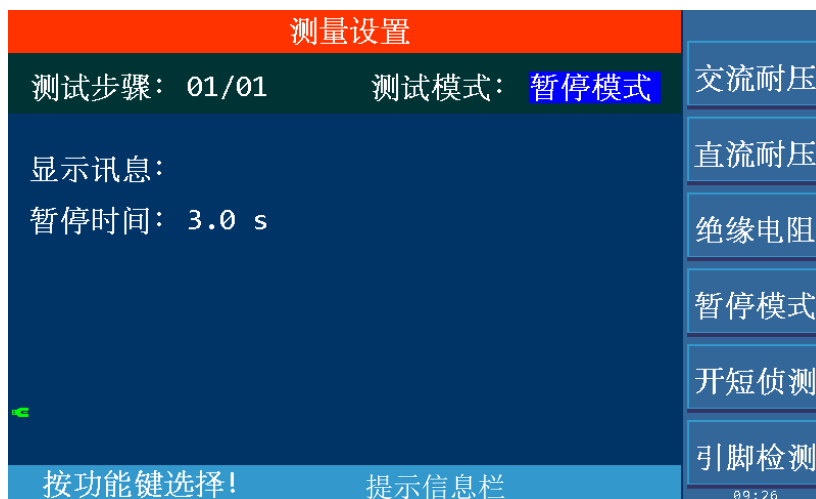 测量设置
测试步骤: 01/01 测试模式: 暂停模式
显示讯息:
暂停时间: 3.0 s
按功能键选择! 提示信息栏
交流耐压
直流耐压
绝缘电阻
暂停模式
开短侦测
引脚检测
09:26